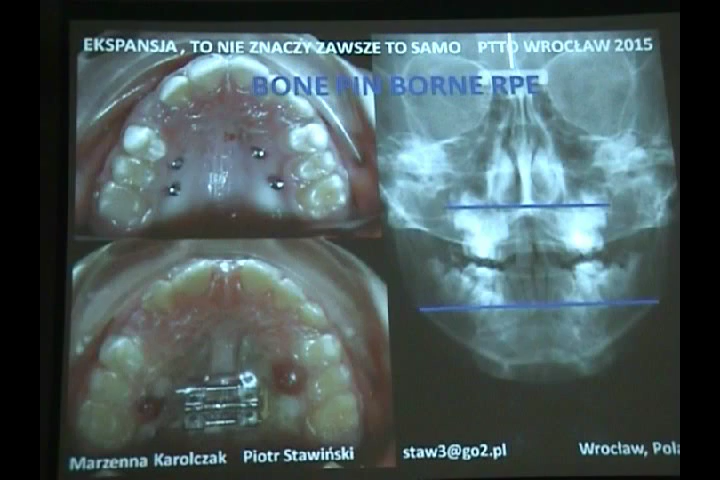 EKSPANSJA , TO NIE ZNACZY ZAWSZE TO SAMO PTTO WROCŁAW 2015
BONE PIN BORNE RPE
Marzenna Karolczak Piotr Stawiński staw3@go2.pl Wrocław, Pola